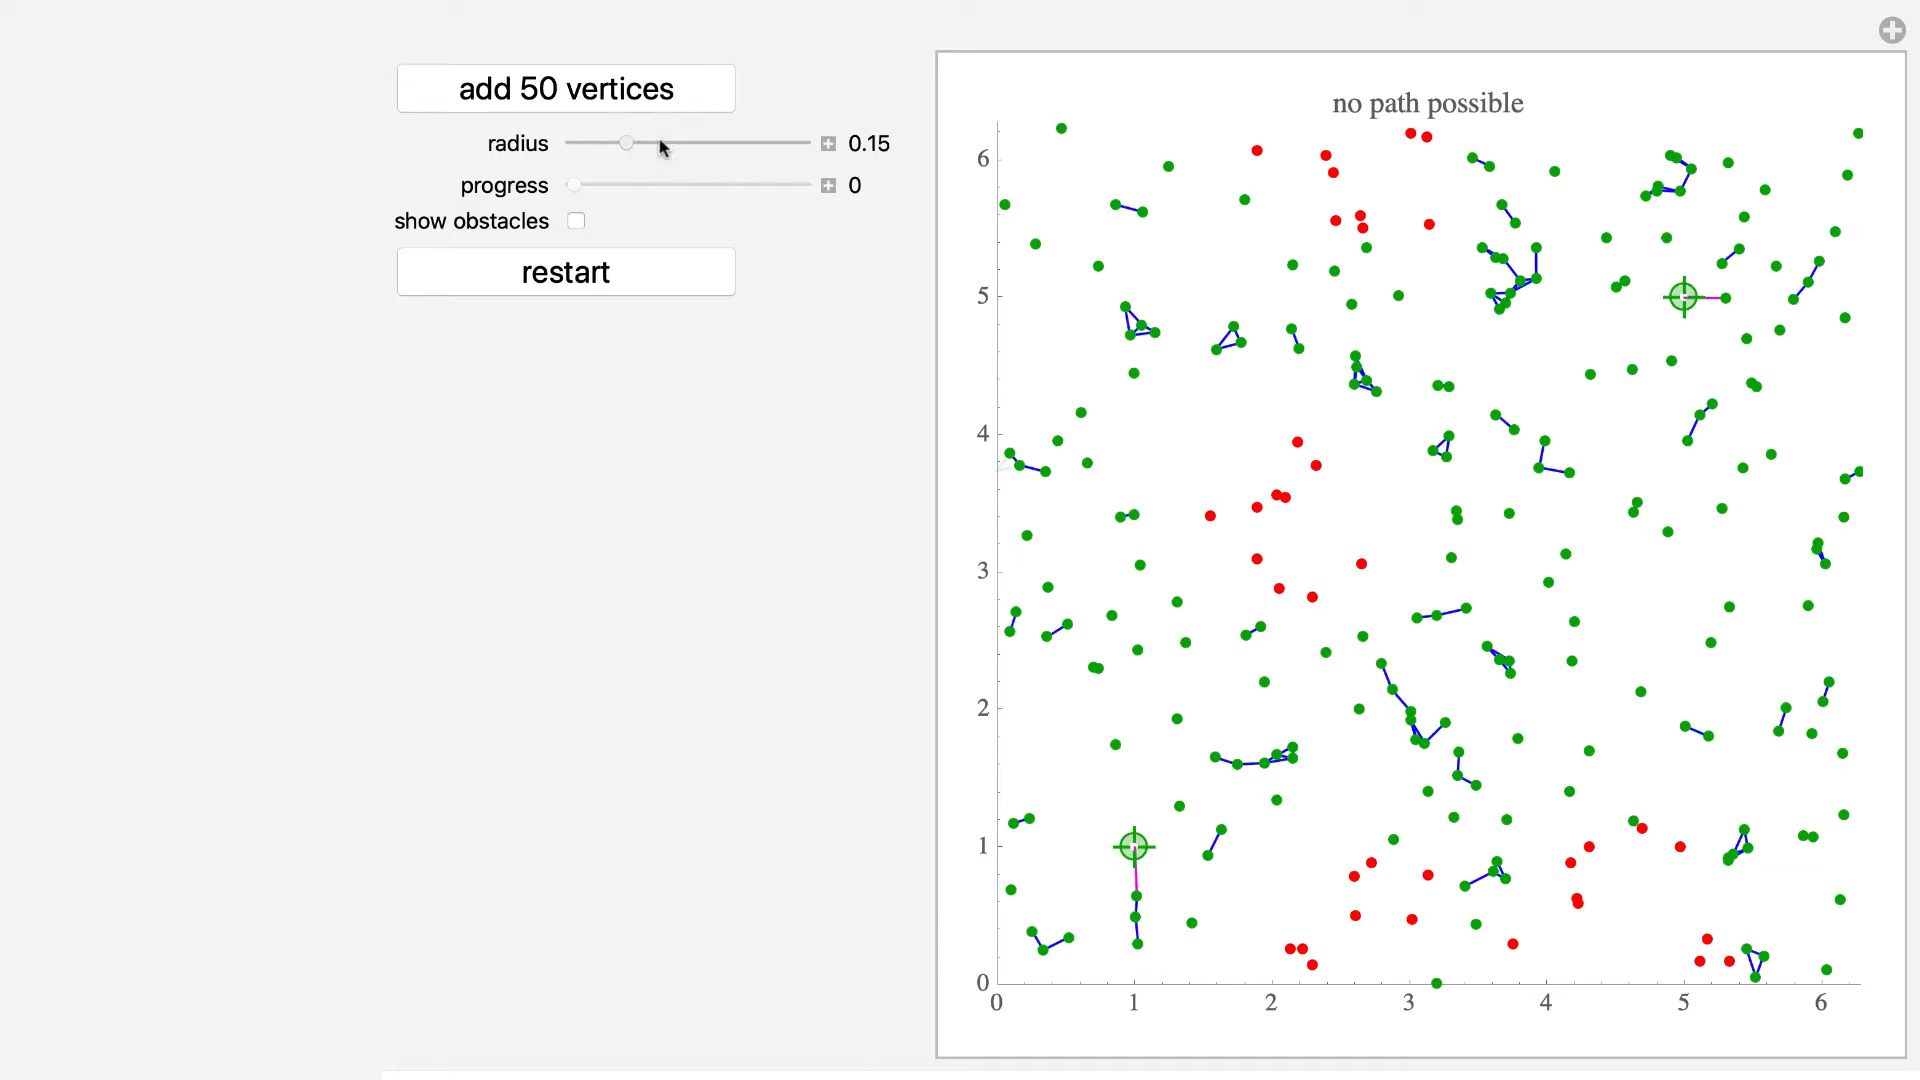 add 50 vertices
radius 0.15
progress 0
show obstacles
restart
no path possible
6
5
4
3
2
1
0
0 1 2 3 4 5 6